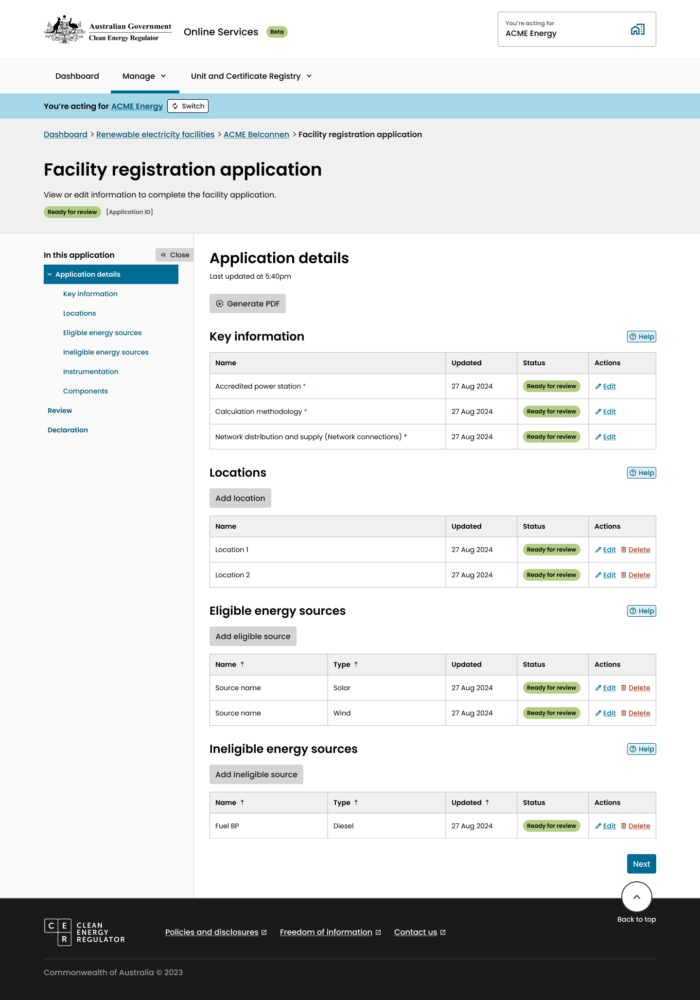 Australian Government
Clean Energy Regulator
Online Services
Beta
You're acting for
ACME Energy
Dashboard
Manage
Unit and Certificate Registry
You're acting for ACME Energy
Switch
Dashboard > Renewable electricity facilities > ACME Belconnen > Facility registration application
Facility registration application
View or edit information to complete the facility application.
Ready for review [Application ID]
In this application
Close
Application details
Key information
Locations
Eligible energy sources
Ineligible energy sources
Instrumentation
Components
Review
Declaration
Application details
Last updated at 5:40pm
Generate PDF
Key information
Help
Name Updated Status Actions
Accredited power station * 27 Aug 2024 Ready for review Edit
Calculation methodology * 27 Aug 2024 Ready for review Edit
Network distribution and supply (Network connections) * 27 Aug 2024 Ready for review Edit
Locations
Help
Add location
Name Updated Status Actions
Location 1 27 Aug 2024 Ready for review Edit Delete
Location 2 27 Aug 2024 Ready for review Edit Delete
Eligible energy sources
Help
Add eligible source
Name ↑ Type ↑ Updated Status Actions
Source name Solar 27 Aug 2024 Ready for review Edit Delete
Source name Wind 27 Aug 2024 Ready for review Edit Delete
Ineligible energy sources
Help
Add ineligible source
Name ↑ Type ↑ Updated ↑ Status Actions
Fuel BP Diesel 27 Aug 2024 Ready for review Edit Delete
Next
Back to top
C E R
CLEAN
ENERGY
REGULATOR
Policies and disclosures
Freedom of information
Contact us
Commonwealth of Australia © 2023